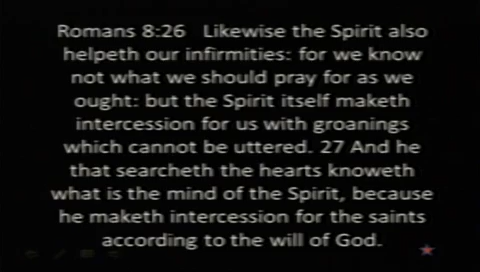 Romans 8:26 Likewise the Spirit also
helpeth our infirmities: for we know
not what we should pray for as we
ought: but the Spirit itself maketh
intercession for us with groanings
which cannot be uttered. 27 And he
that searcheth the hearts knoweth
what is the mind of the Spirit, because
he maketh intercession for the saints
according to the will of God.